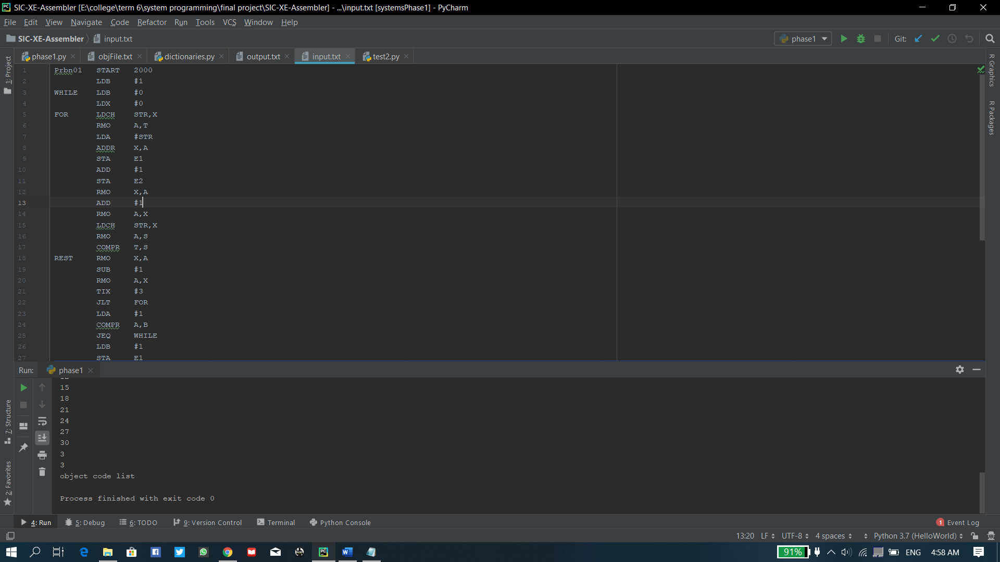 SIC-XE-Assembler [E:\college\term 6\system programming\final project\SIC-XE-Assembler] - ...\input.txt [systemsPhase1] - PyCharm
File Edit View Navigate Code Refactor Run Tools VCS Window Help
SIC-XE-Assembler input.txt phase1 Git:
phase1.py objFile.txt dictionaries.py output.txt input.txt test2.py
1: Project
R Graphics
R Packages
1 Prbn01 START 2000
2 LDB #1
3 WHILE LDB #0
4 LDX #0
5 FOR LDCH STR,X
6 RMO A,T
7 LDA #STR
8 ADDR X,A
9 STA E1
10 ADD #1
11 STA E2
12 RMO X,A
13 ADD #1
14 RMO A,X
15 LDCH STR,X
16 RMO A,S
17 COMPR T,S
18 REST RMO X,A
19 SUB #1
20 RMO A,X
21 TIX #3
22 JLT FOR
23 LDA #1
24 COMPR A,B
25 JEQ WHILE
26 LDB #1
27 STA E1
Run: phase1
7: Structure
2: Favorites
15
18
21
24
27
30
3
3
object code list
Process finished with exit code 0
4: Run 5: Debug 6: TODO 9: Version Control Terminal Python Console 1 Event Log
13:20 LF UTF-8 4 spaces Python 3.7 (HelloWorld)
91% ENG 4:58 AM